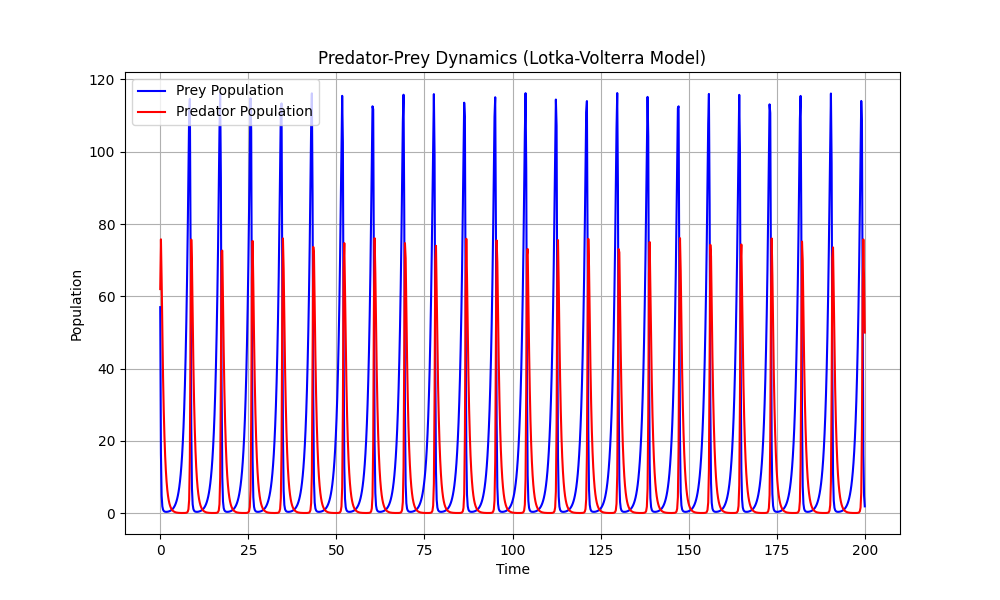 Predator-Prey Dynamics (Lotka-Volterra Model)
Prey Population
Predator Population
Population
120
100
80
60
40
20
0
0 25 50 75 100 125 150 175 200
Time